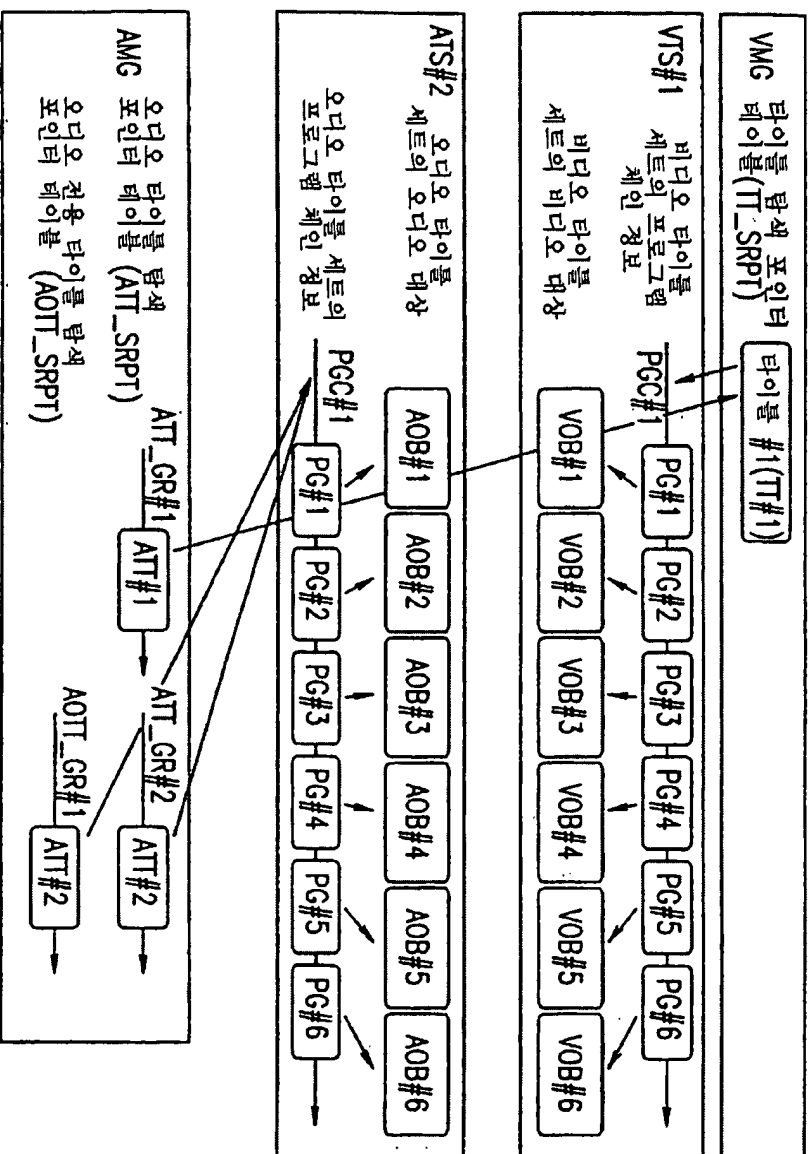 VMG 타이틀 탐색 포인터
테이블(TT_SRPT)
타이틀 #1(TT#1)
VTS#1
비디오 타이틀
세트의 프로그램
체인 정보
PGC#1
PG#1
PG#2
PG#3
PG#4
PG#5
PG#6
비디오 타이틀
세트의 비디오 대상
VOB#1
VOB#2
VOB#3
VOB#4
VOB#5
VOB#6
ATS#2
오디오 타이틀
세트의 오디오 대상
AOB#1
AOB#2
AOB#3
AOB#4
AOB#5
AOB#6
오디오 타이틀 세트의
프로그램 체인 정보
PGC#1
PG#1
PG#2
PG#3
PG#4
PG#5
PG#6
AMG 오디오 타이틀 탐색
포인터 테이블 (ATT_SRPT)
ATT_GR#1
ATT#1
ATT_GR#2
ATT#2
오디오 전용 타이틀 탐색
포인터 테이블 (AOTT_SRPT)
AOTT_GR#1
ATT#2